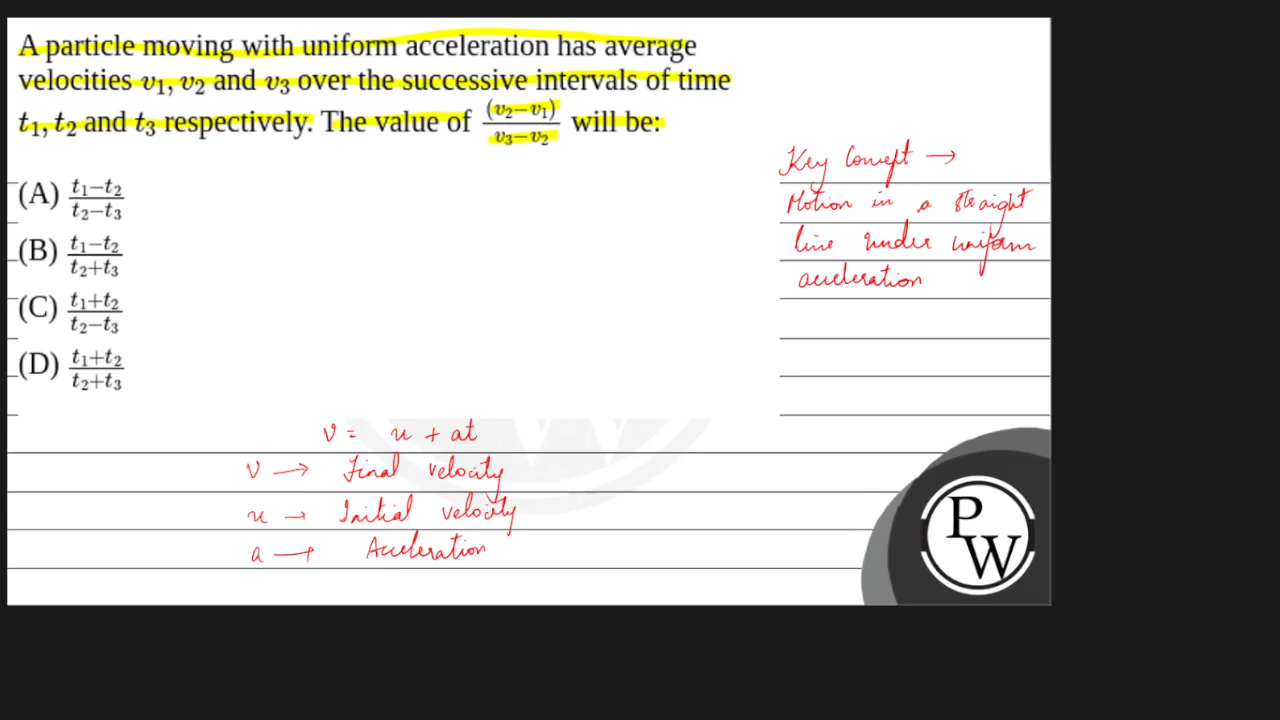 A particle moving with uniform acceleration has average
velocities v₁, v₂ and v₃ over the successive intervals of time
t₁, t₂ and t₃ respectively. The value of (v₂−v₁)/(v₃−v₂) will be:
(A) (t₁−t₂)/(t₂−t₃)
(B) (t₁−t₂)/(t₂+t₃)
(C) (t₁+t₂)/(t₂−t₃)
(D) (t₁+t₂)/(t₂+t₃)
Key Concept →
Motion in a straight
line under uniform
acceleration
v = u + at
v → Final velocity
u → Initial velocity
a → Acceleration
P
W